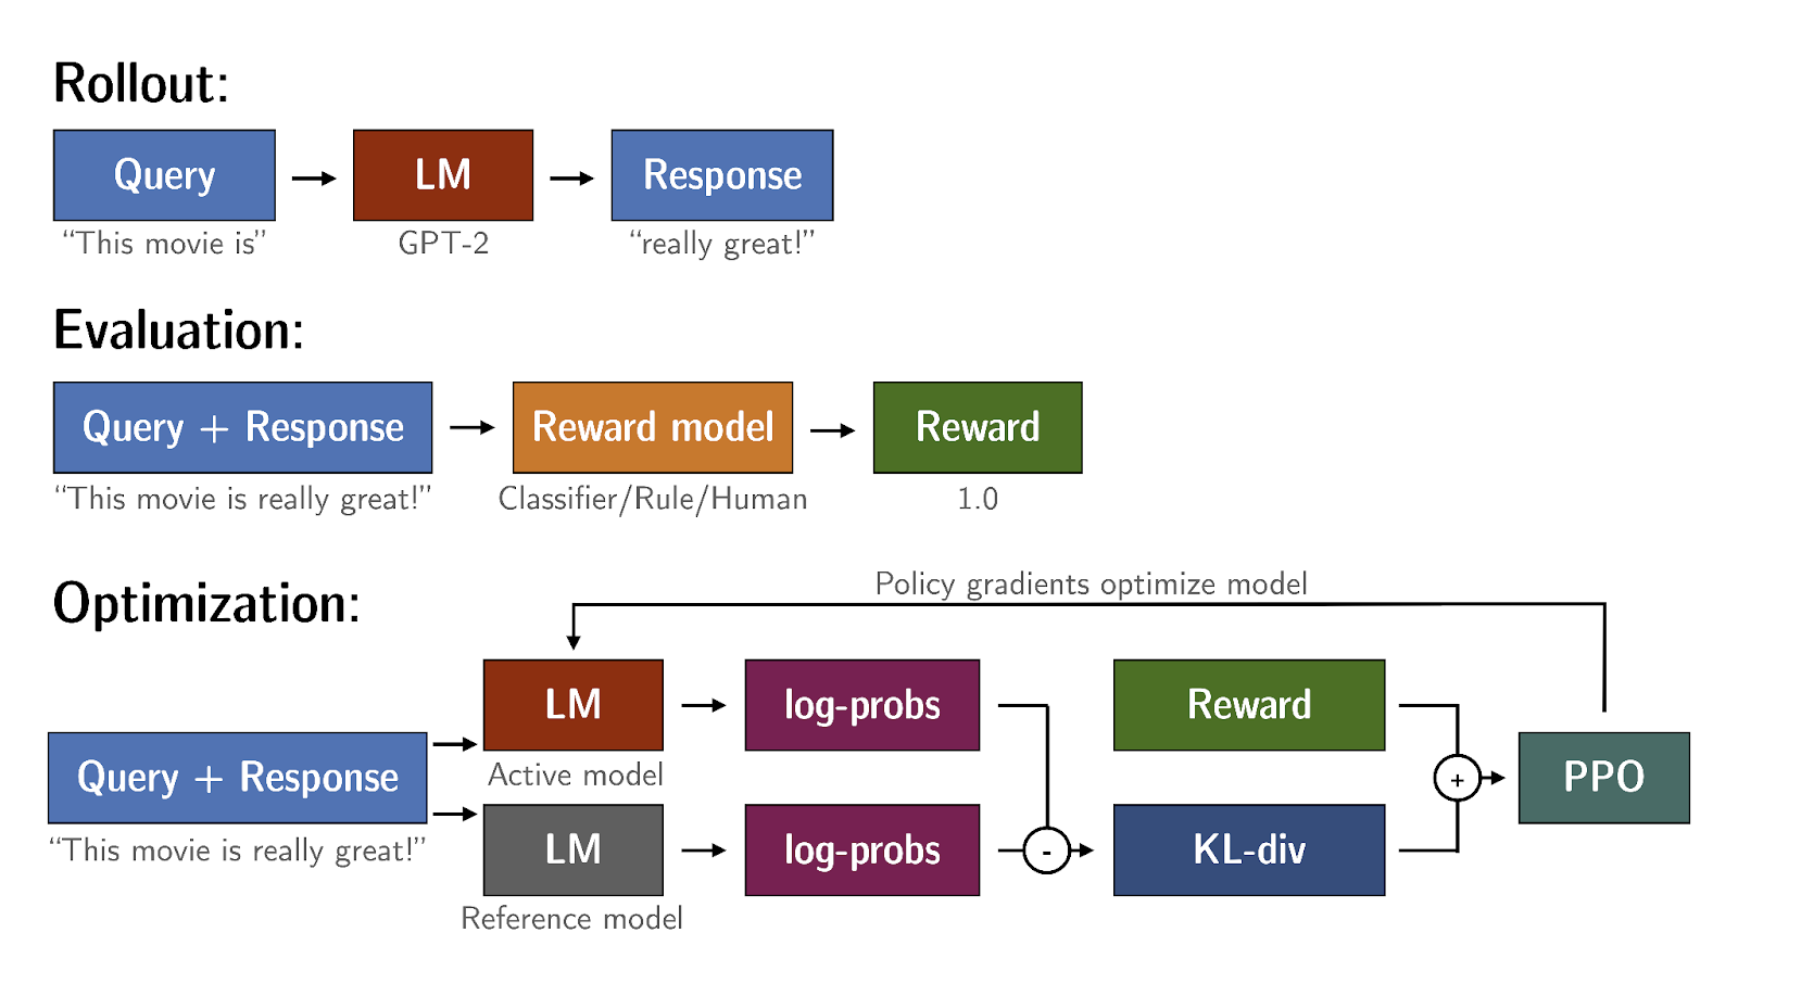 Rollout:
Query
LM
Response
“This movie is”
GPT-2
“really great!”
Evaluation:
Query + Response
Reward model
Reward
“This movie is really great!”
Classifier/Rule/Human
1.0
Optimization:
Policy gradients optimize model
LM
log-probs
Reward
Active model
Query + Response
+
PPO
“This movie is really great!”
LM
log-probs
-
KL-div
Reference model